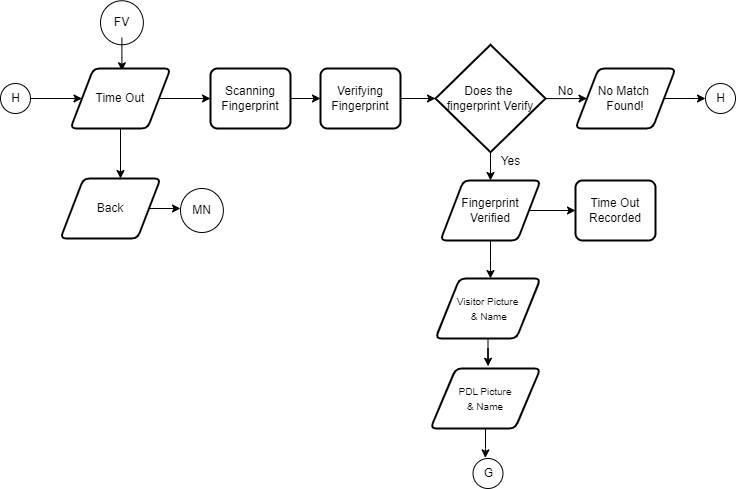 FV
H
Time Out
Scanning
Fingerprint
Verifying
Fingerprint
Does the
fingerprint Verify
No
No Match
Found!
H
Yes
Back
MN
Fingerprint
Verified
Time Out
Recorded
Visitor Picture
& Name
PDL Picture
& Name
G